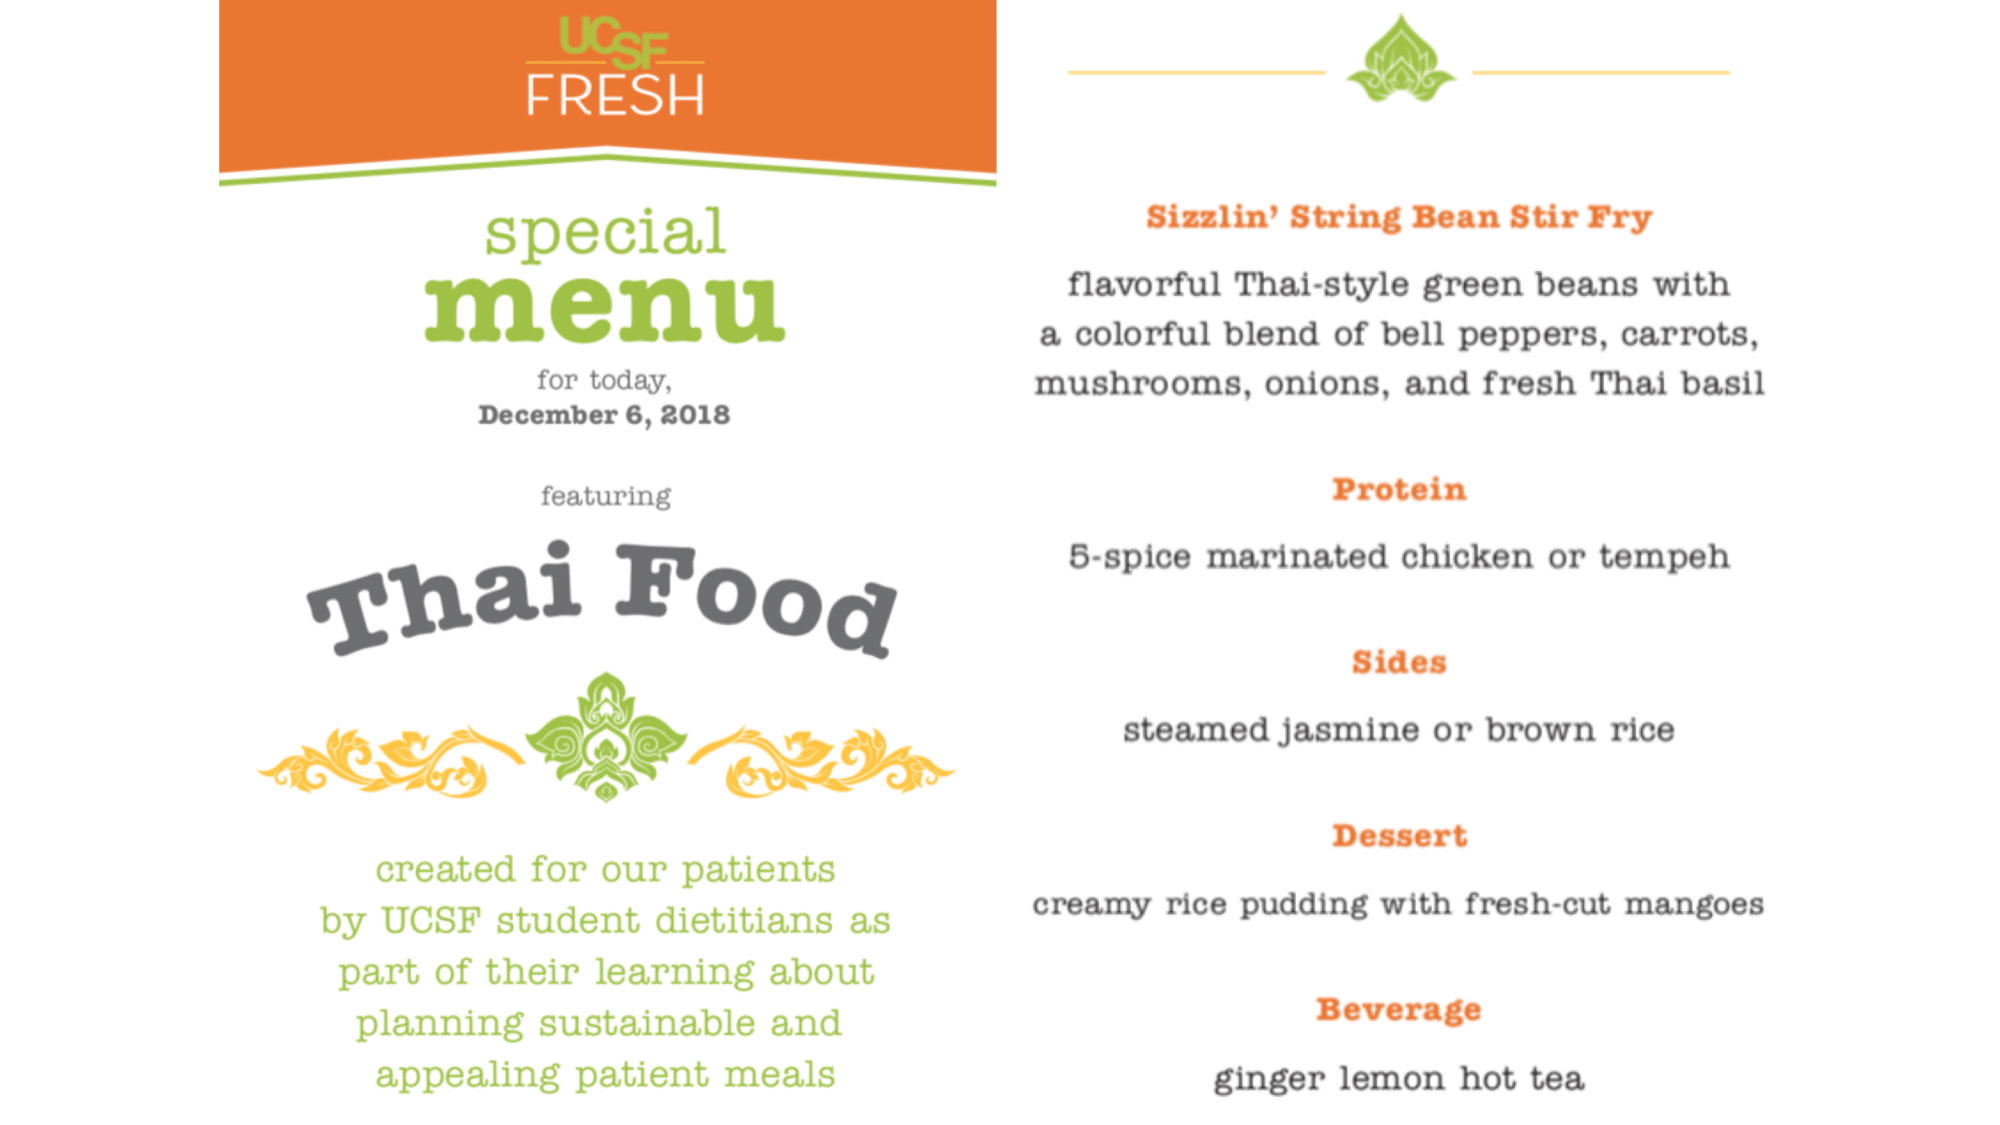 UCSF
FRESH
special
menu
for today,
December 6, 2018
featuring
Thai Food
created for our patients
by UCSF student dietitians as
part of their learning about
planning sustainable and
appealing patient meals
Sizzlin’ String Bean Stir Fry
flavorful Thai-style green beans with
a colorful blend of bell peppers, carrots,
mushrooms, onions, and fresh Thai basil
Protein
5-spice marinated chicken or tempeh
Sides
steamed jasmine or brown rice
Dessert
creamy rice pudding with fresh-cut mangoes
Beverage
ginger lemon hot tea